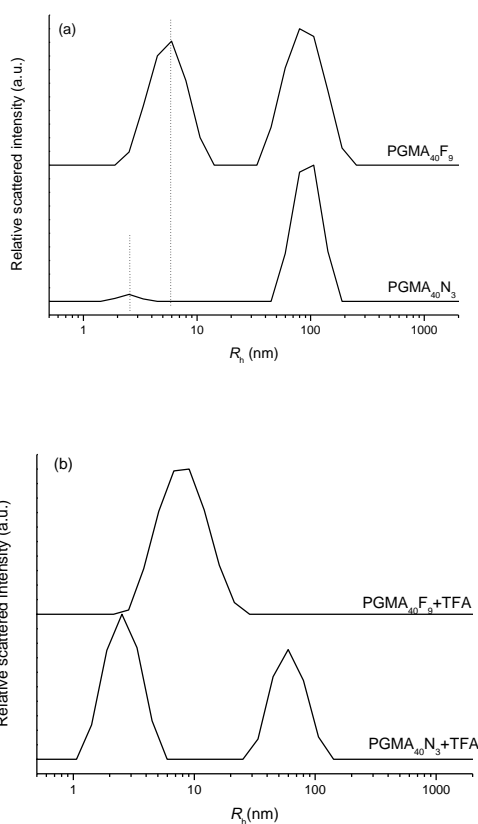 (a)
Relative scattered intensity (a.u.)
PGMA₄₀F₉
PGMA₄₀N₃
1 10 100 1000
Rₕ (nm)
(b)
Relative scattered intensity (a.u.)
PGMA₄₀F₉+TFA
PGMA₄₀N₃+TFA
1 10 100 1000
Rₕ(nm)